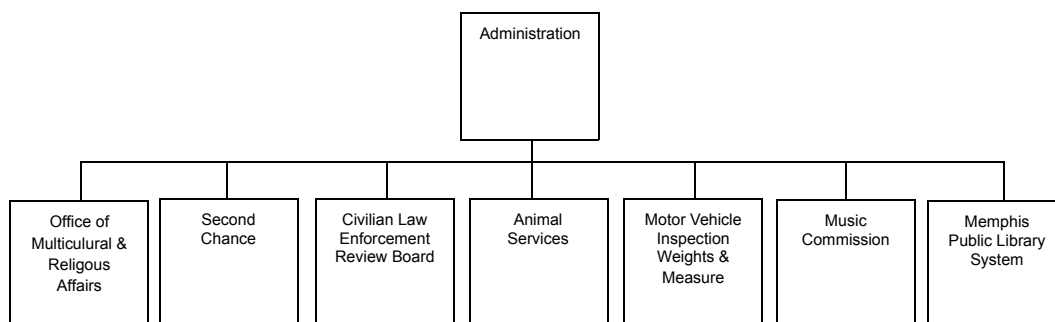 Administration
Office of
Multiculural &
Religous
Affairs
Second
Chance
Civilian Law
Enforcement
Review Board
Animal
Services
Motor Vehicle
Inspection
Weights &
Measure
Music
Commission
Memphis
Public Library
System